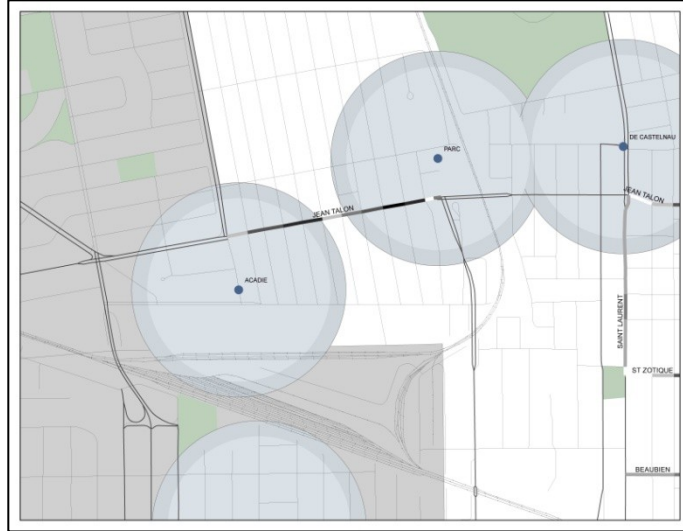 DE CASTELNAU
PARC
JEAN TALON
JEAN TALON
ACADIE
SAINT LAURENT
ST ZOTIQUE
BEAUBIEN